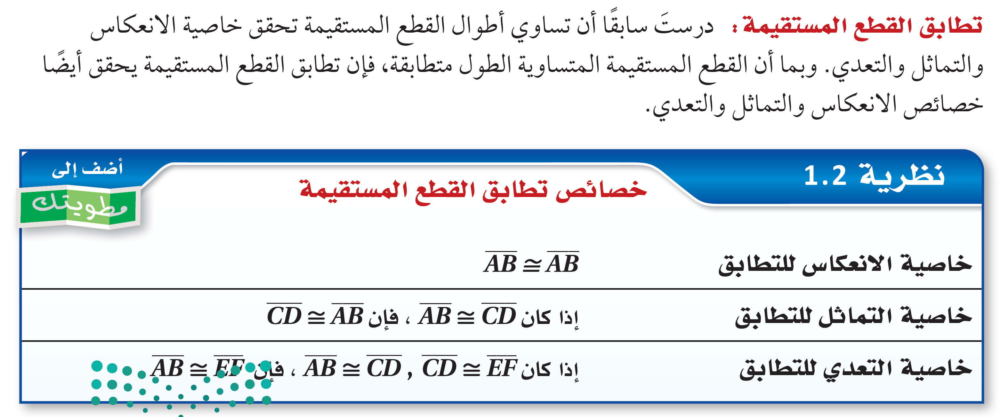 تطابق القطع المستقيمة: درستَ سابقًا أن تساوي أطوال القطع المستقيمة تحقق خاصية الانعكاس
والتماثل والتعدي. وبما أن القطع المستقيمة المتساوية الطول متطابقة، فإن تطابق القطع المستقيمة يحقق أيضًا
خصائص الانعكاس والتماثل والتعدي.
نظرية 1.2
خصائص تطابق القطع المستقيمة
أضف إلى
مطويتك
خاصية الانعكاس للتطابق $\overline{AB} \cong \overline{AB}$
خاصية التماثل للتطابق إذا كان $\overline{AB} \cong \overline{CD}$ ، فإن $\overline{CD} \cong \overline{AB}$
خاصية التعدي للتطابق إذا كان $\overline{AB} \cong \overline{CD} , \overline{CD} \cong \overline{EF}$ ، فإن $\overline{AB} \cong \overline{EF}$